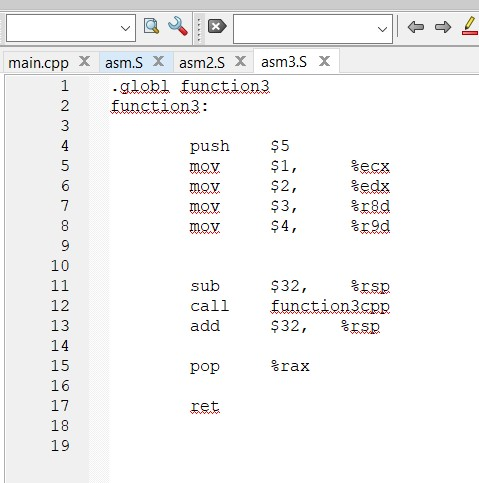 main.cpp asm.S asm2.S asm3.S
1 .globl function3
2 function3:
3
4 push $5
5 mov $1, %ecx
6 mov $2, %edx
7 mov $3, %r8d
8 mov $4, %r9d
9
10
11 sub $32, %rsp
12 call function3cpp
13 add $32, %rsp
14
15 pop %rax
16
17 ret
18
19